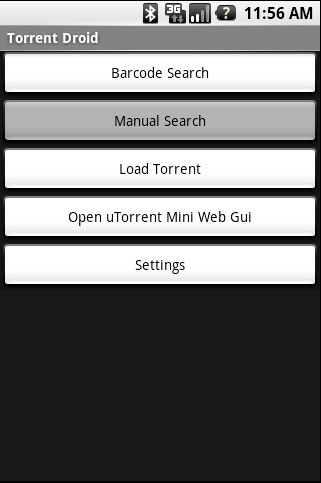 3G ? 11:56 AM
Torrent Droid
Barcode Search
Manual Search
Load Torrent
Open uTorrent Mini Web Gui
Settings